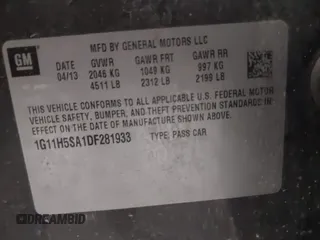 GM
MFD BY GENERAL MOTORS LLC
DATE GVWR GAWR FRT GAWR RR
04/13 2046 KG 1049 KG 997 KG
4511 LB 2312 LB 2199 LB
THIS VEHICLE CONFORMS TO ALL APPLICABLE U.S. FEDERAL MOTOR
VEHICLE SAFETY, BUMPER, AND THEFT PREVENTION STANDARDS
IN EFFECT ON THE DATE OF MANUFACTURE SHOWN ABOVE.
1G11H5SA1DF281933 TYPE: PASS CAR
©DREAMBID